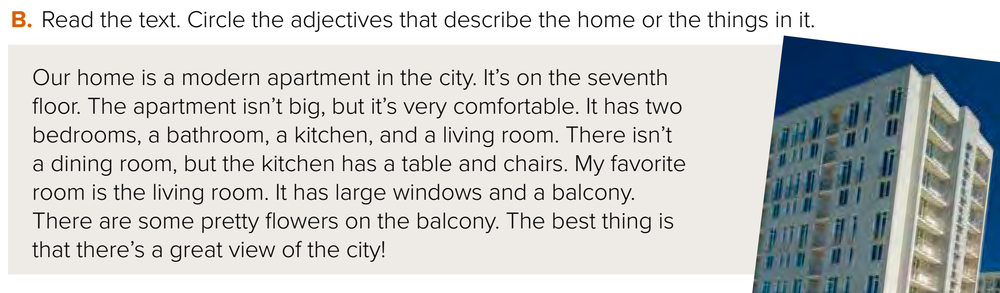 B. Read the text. Circle the adjectives that describe the home or the things in it.
Our home is a modern apartment in the city. It’s on the seventh
floor. The apartment isn’t big, but it’s very comfortable. It has two
bedrooms, a bathroom, a kitchen, and a living room. There isn’t
a dining room, but the kitchen has a table and chairs. My favorite
room is the living room. It has large windows and a balcony.
There are some pretty flowers on the balcony. The best thing is
that there’s a great view of the city!